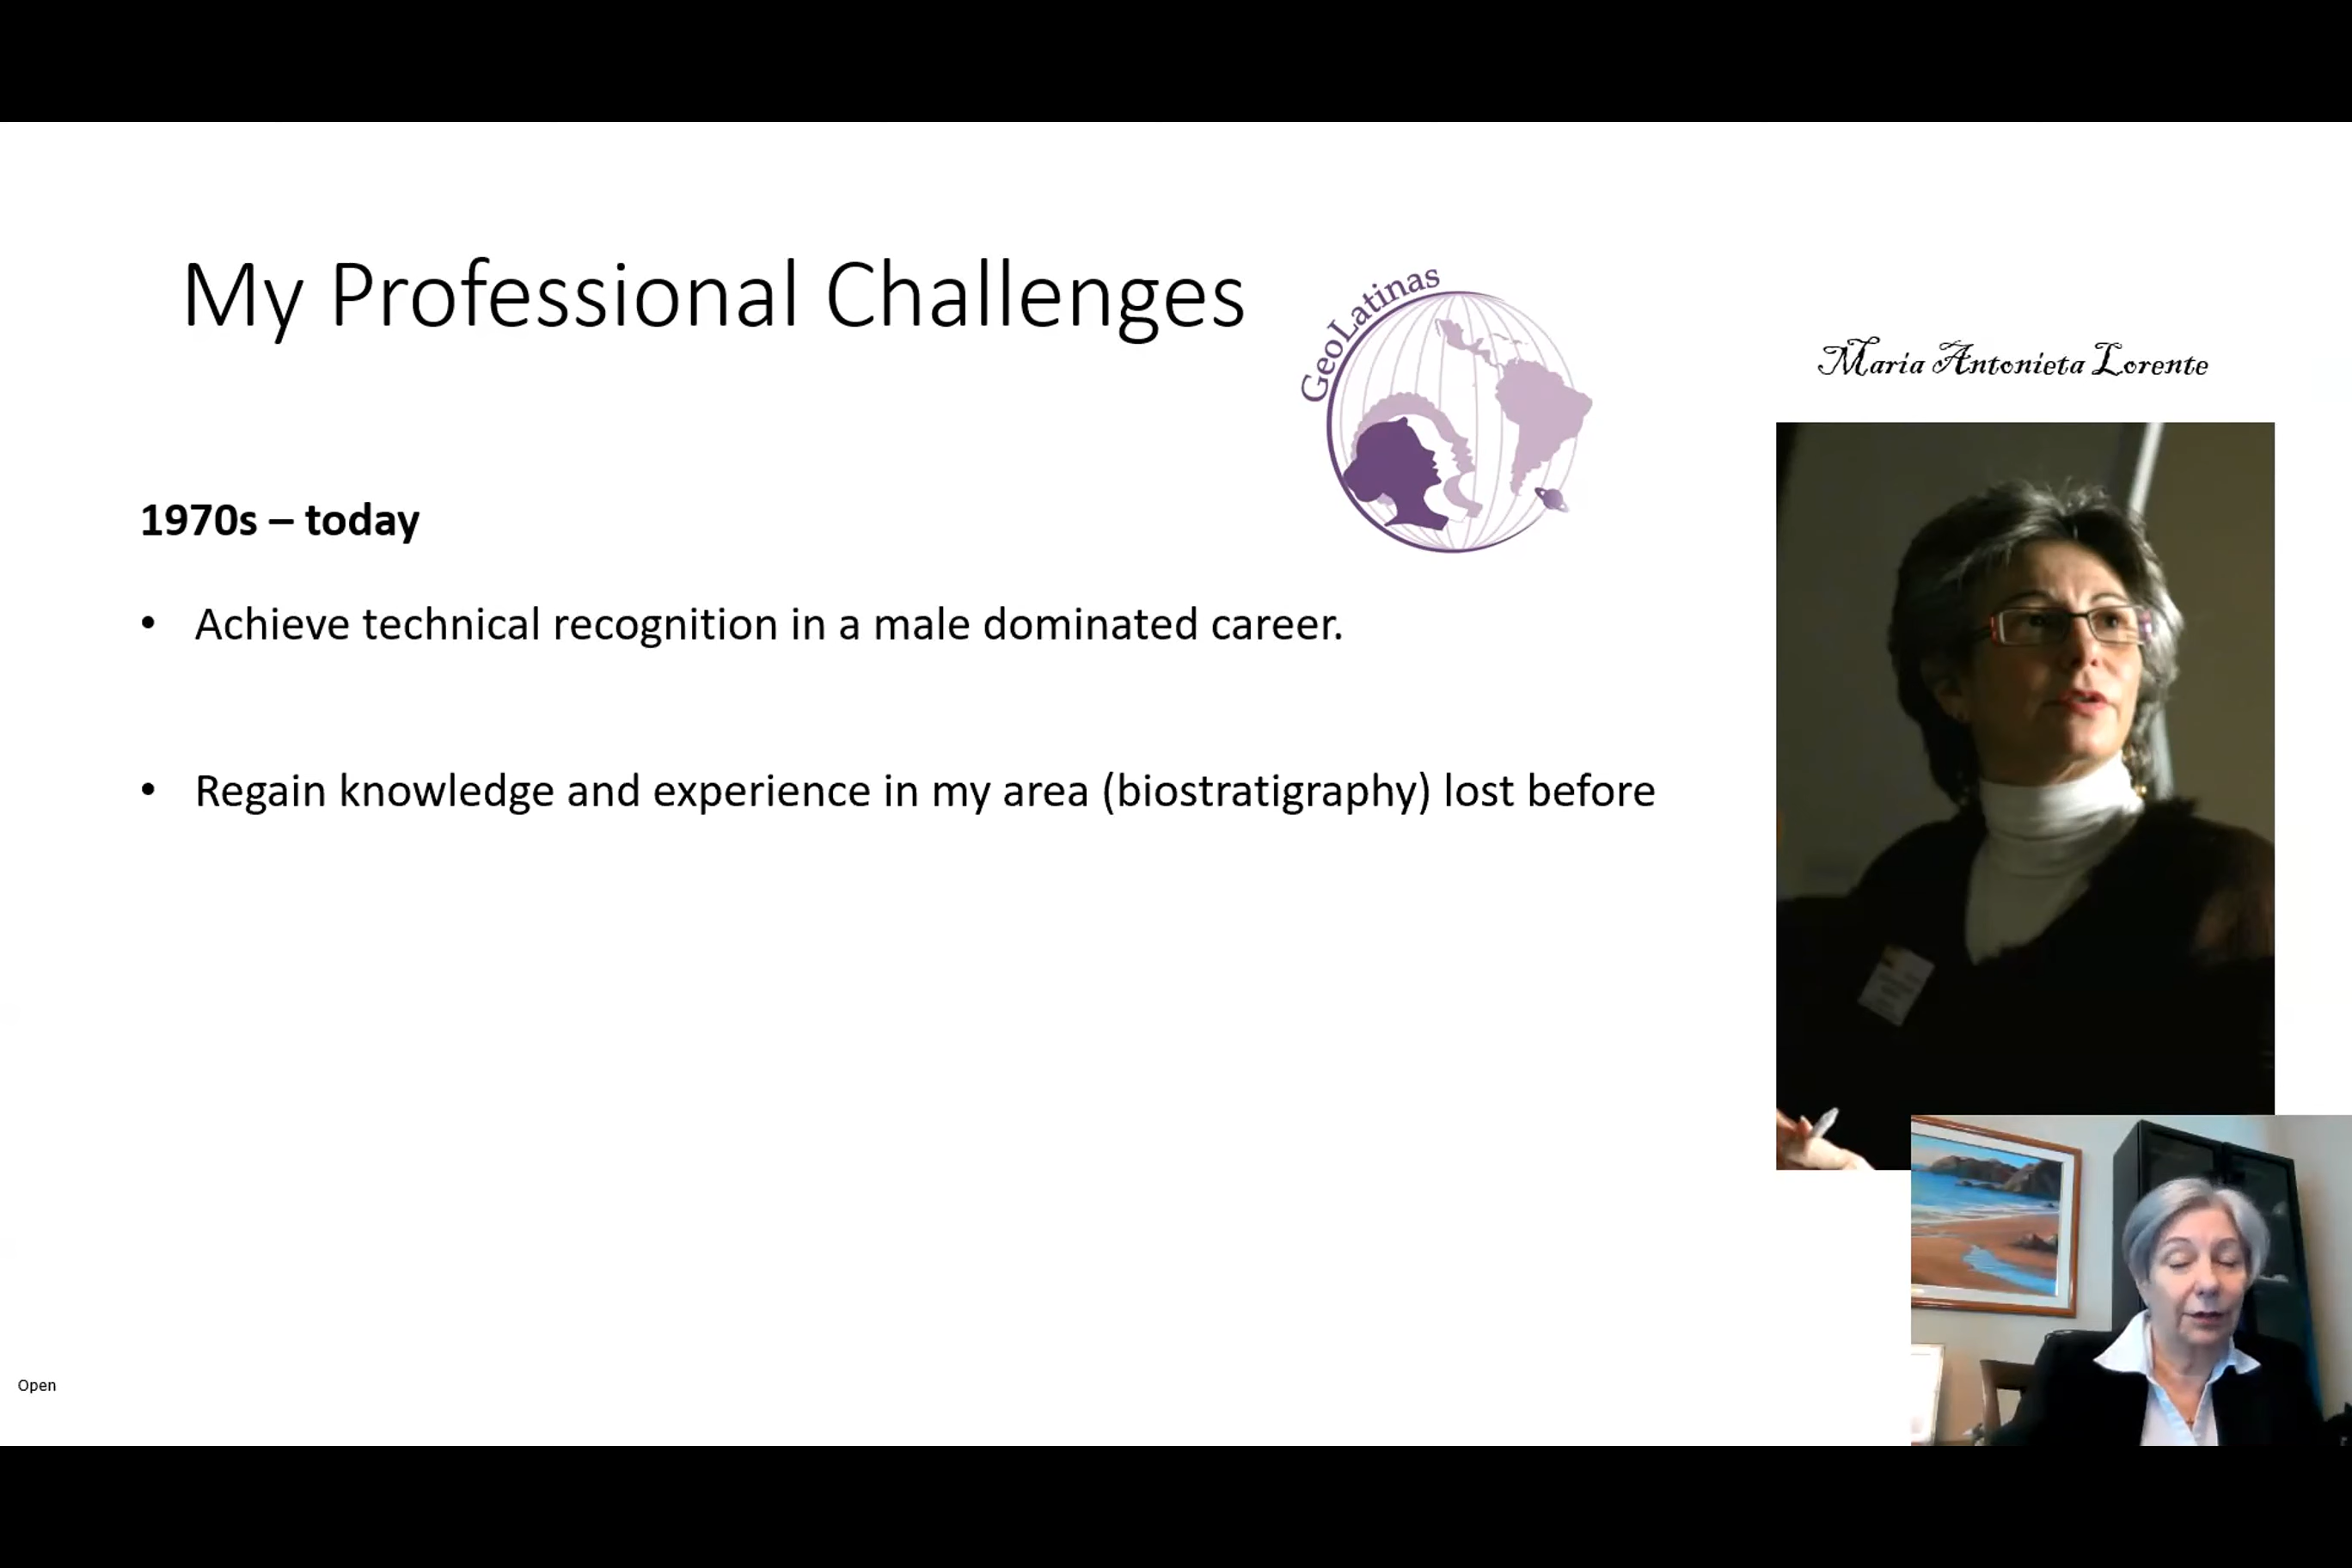 My Professional Challenges
GeoLatinas
Maria Antonieta Lorente
1970s – today
• Achieve technical recognition in a male dominated career.
• Regain knowledge and experience in my area (biostratigraphy) lost before
Open